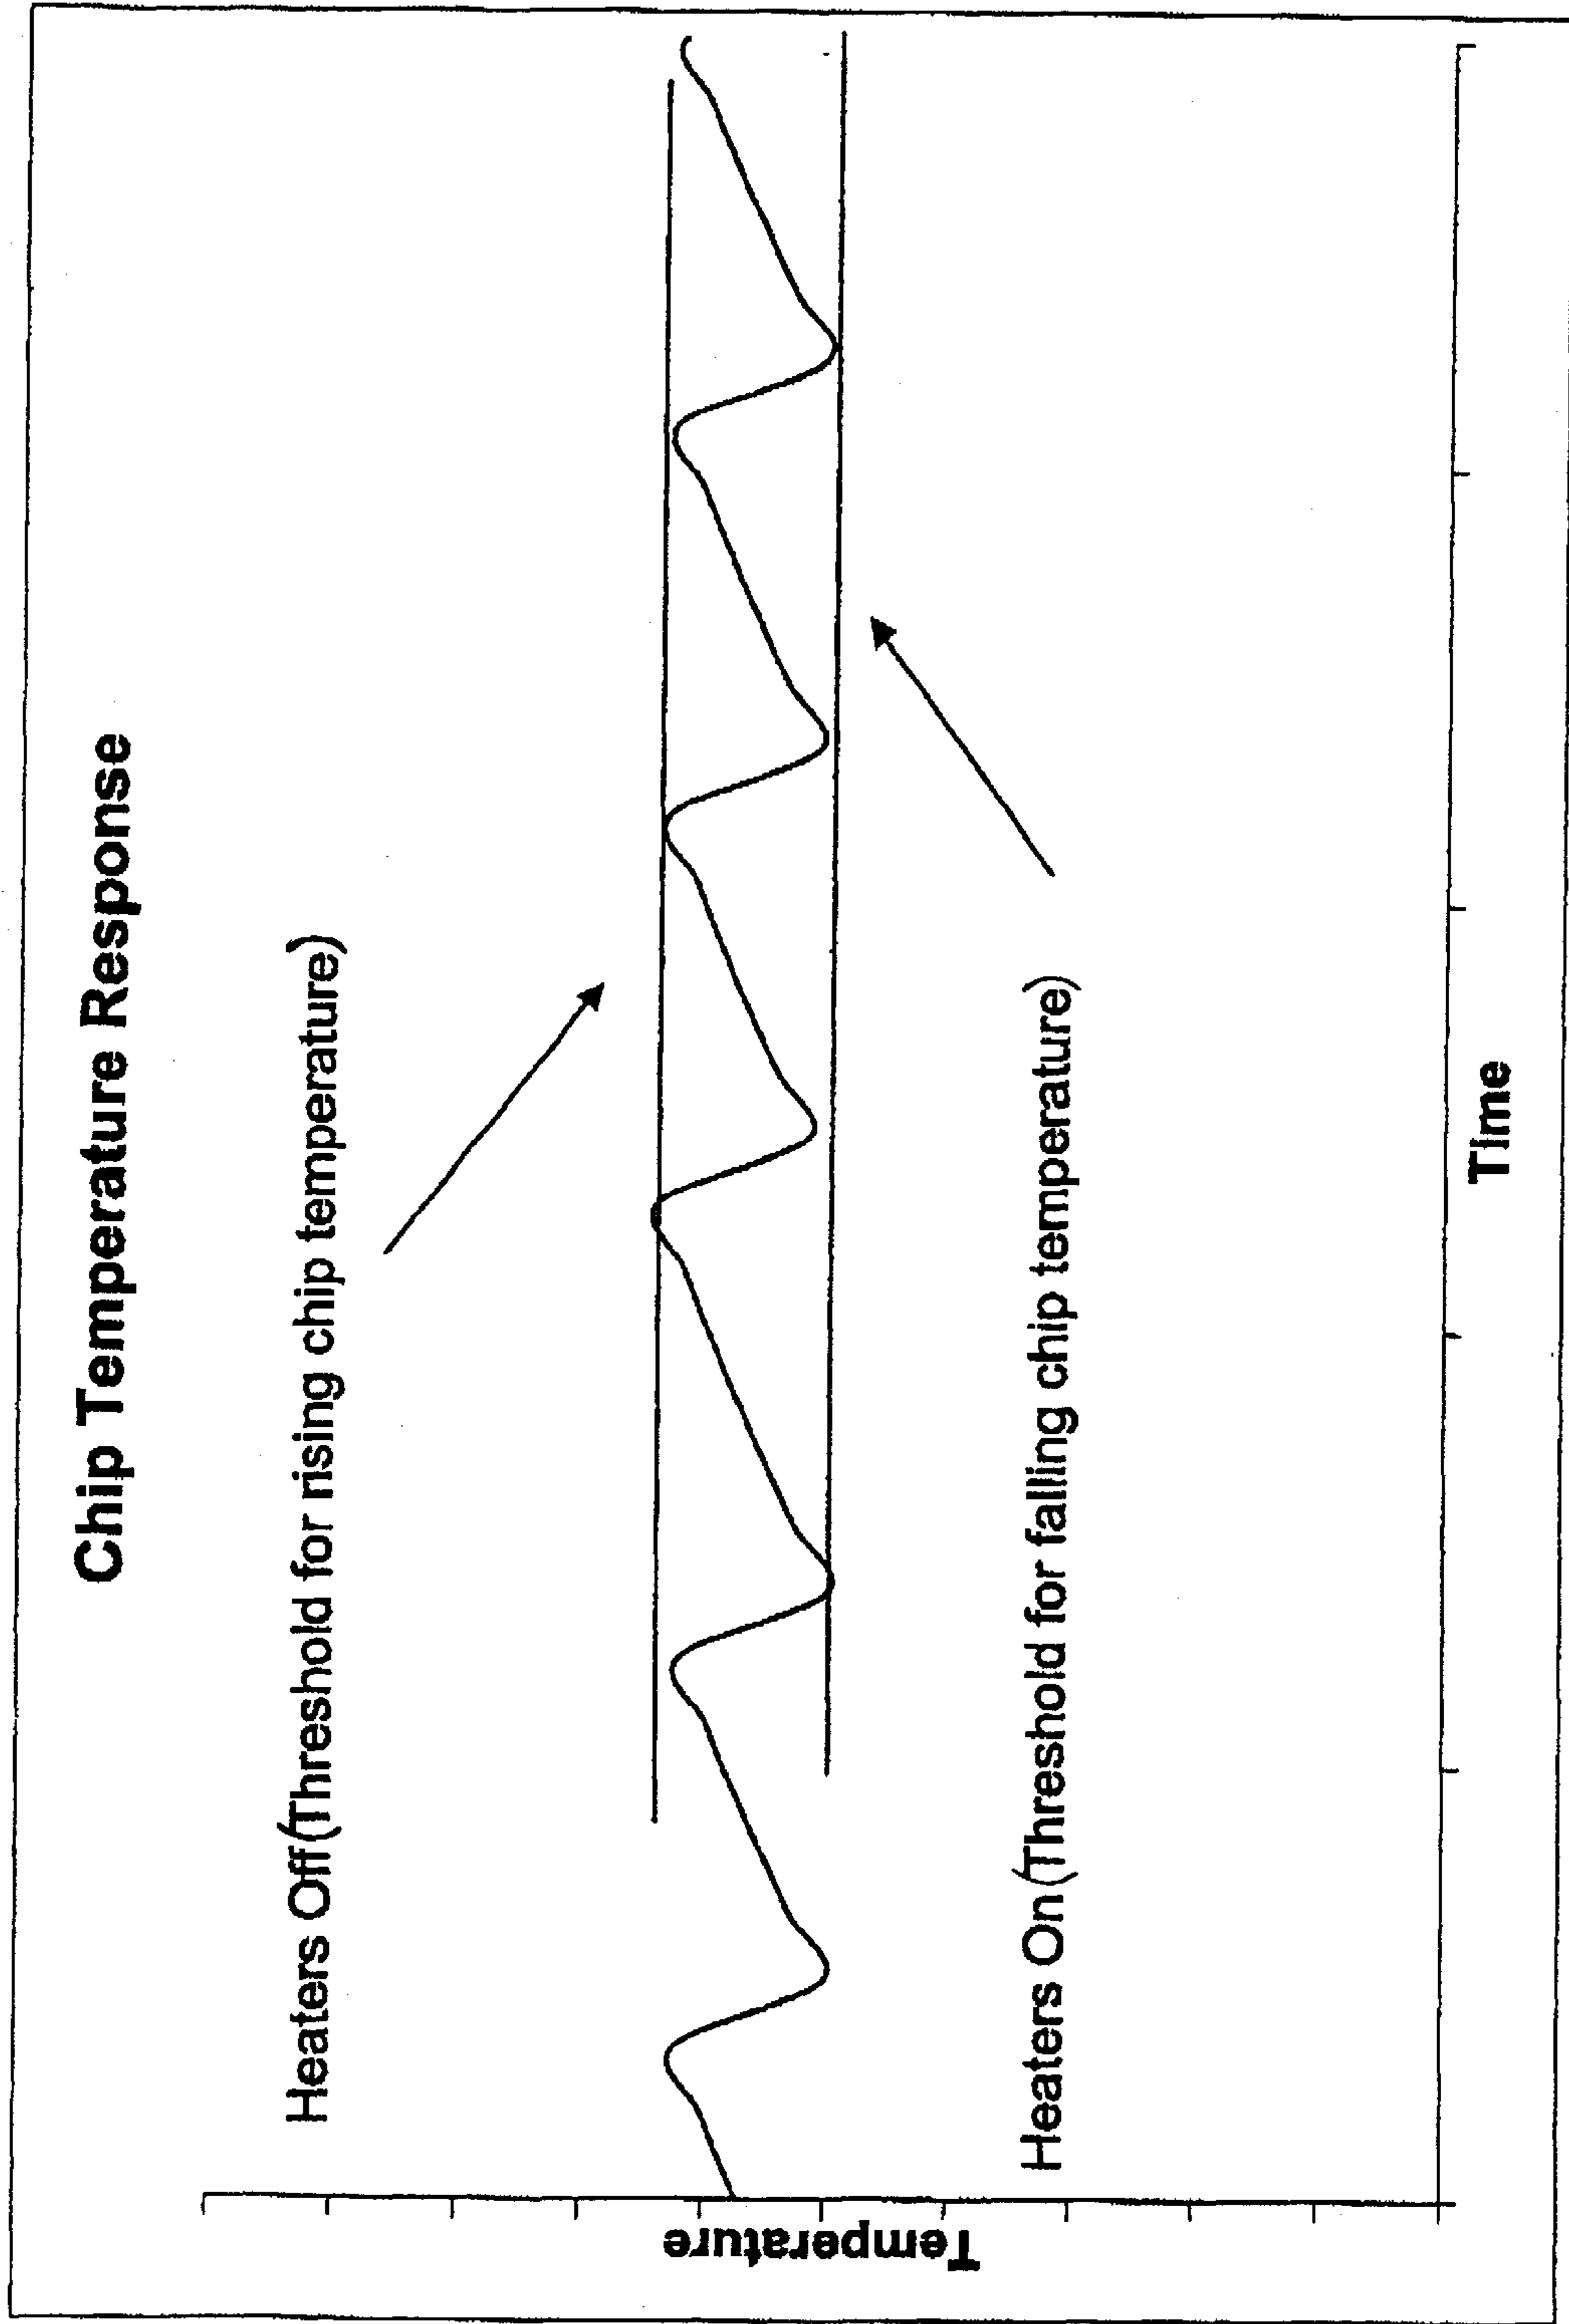 Chip Temperature Response
Heaters Off(Threshold for rising chip temperature)
Heaters On(Threshold for falling chip temperature)
Temperature
Time